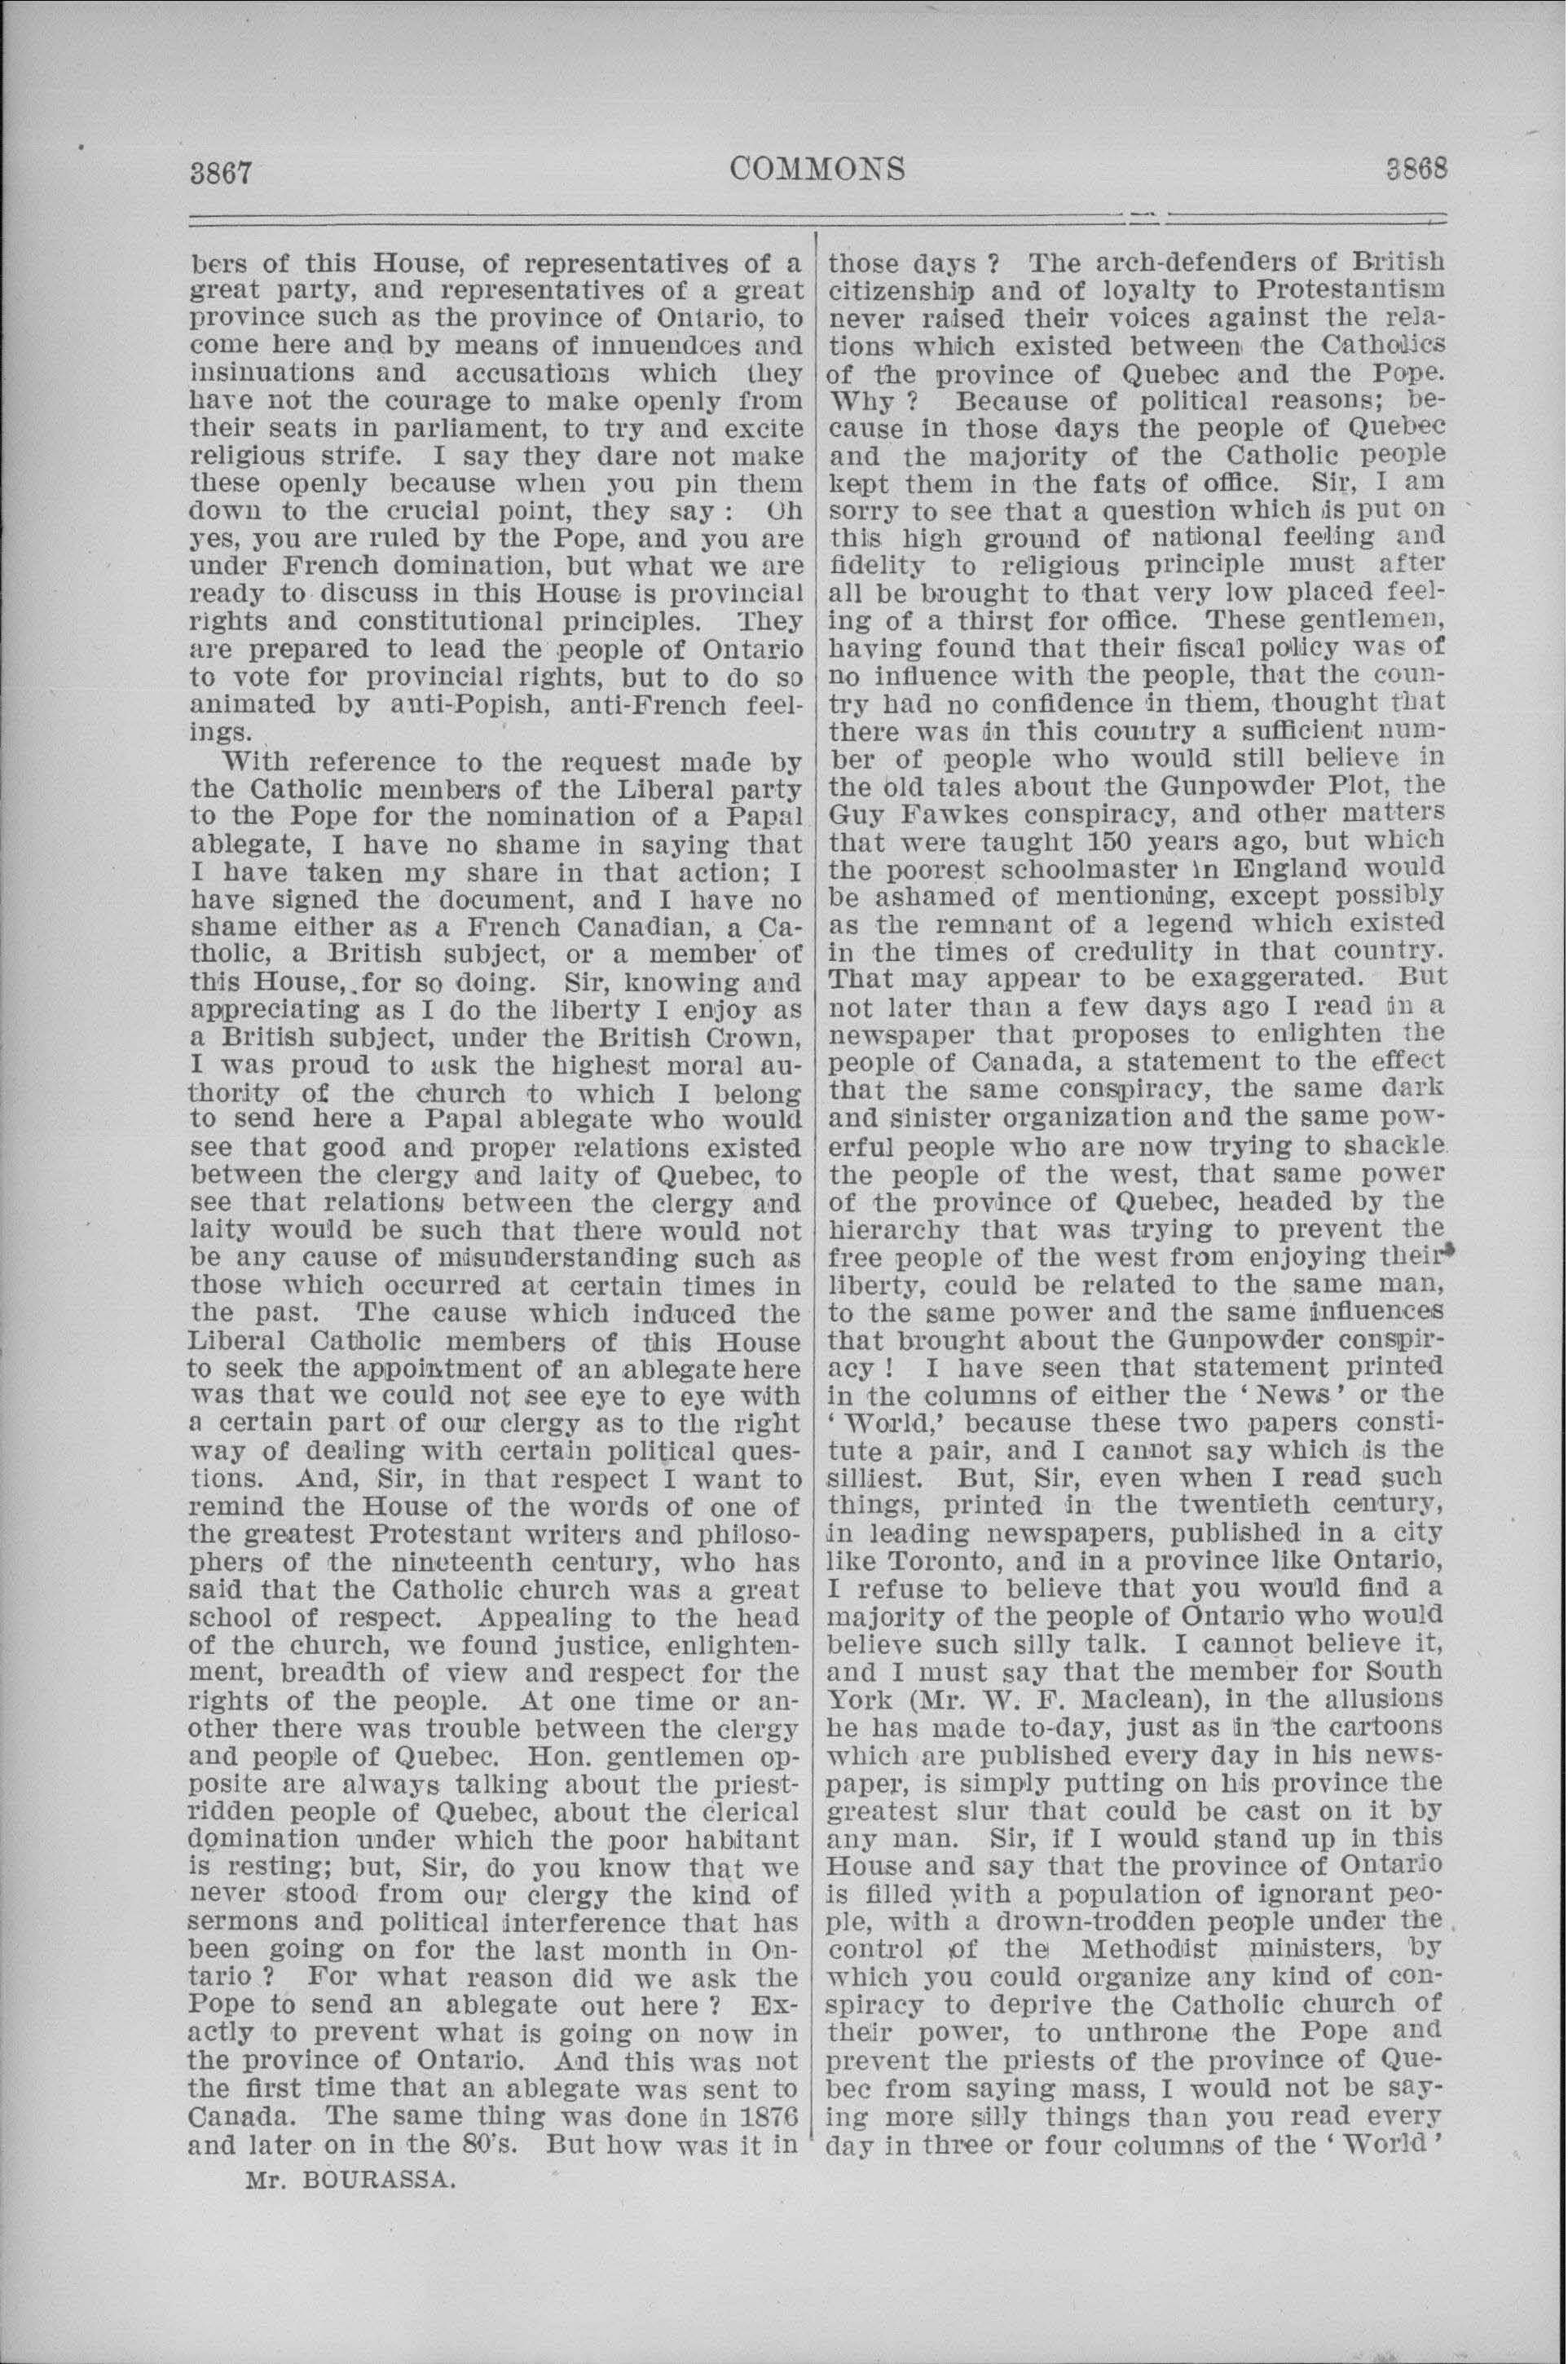 3867
COMMONS
3868
bers of this House, of representatives of a
great party, and representatives of a great
province such as the province of Ontario, to
come here and by means of innuendoes and
insinuations and accusations which they
have not the courage to make openly from
their seats in parliament, to try and excite
religious strife. I say they dare not make
these openly because when you pin them
down to the crucial point, they say : Oh
yes, you are ruled by the Pope, and you are
under French domination, but what we are
ready to discuss in this House is provincial
rights and constitutional principles. They
are prepared to lead the people of Ontario
to vote for provincial rights, but to do so
animated by anti-Popish, anti-French feel-
ings.
With reference to the request made by
the Catholic members of the Liberal party
to the Pope for the nomination of a Papal
ablegate, I have no shame in saying that
I have taken my share in that action; I
have signed the document, and I have no
shame either as a French Canadian, a Ca-
tholic, a British subject, or a member of
this House, for so doing. Sir, knowing and
appreciating as I do the liberty I enjoy as
a British subject, under the British Crown,
I was proud to ask the highest moral au-
thority of the church to which I belong
to send here a Papal ablegate who would
see that good and proper relations existed
between the clergy and laity of Quebec, to
see that relations between the clergy and
laity would be such that there would not
be any cause of misunderstanding such as
those which occurred at certain times in
the past. The cause which induced the
Liberal Catholic members of this House
to seek the appointment of an ablegate here
was that we could not see eye to eye with
a certain part of our clergy as to the right
way of dealing with certain political ques-
tions. And, Sir, in that respect I want to
remind the House of the words of one of
the greatest Protestant writers and philoso-
phers of the nineteenth century, who has
said that the Catholic church was a great
school of respect. Appealing to the head
of the church, we found justice, enlighten-
ment, breadth of view and respect for the
rights of the people. At one time or an-
other there was trouble between the clergy
and people of Quebec. Hon. gentlemen op-
posite are always talking about the priest-
ridden people of Quebec, about the clerical
domination under which the poor habitant
is resting; but, Sir, do you know that we
never stood from our clergy the kind of
sermons and political interference that has
been going on for the last month in On-
tario ? For what reason did we ask the
Pope to send an ablegate out here ? Ex-
actly to prevent what is going on now in
the province of Ontario. And this was not
the first time that an ablegate was sent to
Canada. The same thing was done in 1876
and later on in the 80's. But how was it in
Mr. BOURASSA.
those days ? The arch-defenders of British
citizenship and of loyalty to Protestantism
never raised their voices against the rela-
tions which existed between the Catholics
of the province of Quebec and the Pope.
Why ? Because of political reasons; be-
cause in those days the people of Quebec
and the majority of the Catholic people
kept them in the fats of office. Sir, I am
sorry to see that a question which is put on
this high ground of national feeling and
fidelity to religious principle must after
all be brought to that very low placed feel-
ing of a thirst for office. These gentlemen,
having found that their fiscal policy was of
no influence with the people, that the coun-
try had no confidence in them, thought that
there was in this country a sufficient num-
ber of people who would still believe in
the old tales about the Gunpowder Plot, the
Guy Fawkes conspiracy, and other matters
that were taught 150 years ago, but which
the poorest schoolmaster in England would
be ashamed of mentioning, except possibly
as the remnant of a legend which existed
in the times of credulity in that country.
That may appear to be exaggerated. But
not later than a few days ago I read in a
newspaper that proposes to enlighten the
people of Canada, a statement to the effect
that the same conspiracy, the same dark
and sinister organization and the same pow-
erful people who are now trying to shackle
the people of the west, that same power
of the province of Quebec, headed by the
hierarchy that was trying to prevent the
free people of the west from enjoying their
liberty, could be related to the same man,
to the same power and the same influences
that brought about the Gunpowder conspir-
acy ! I have seen that statement printed
in the columns of either the ‘ News ’ or the
‘ World,’ because these two papers consti-
tute a pair, and I cannot say which is the
silliest. But, Sir, even when I read such
things, printed in the twentieth century,
in leading newspapers, published in a city
like Toronto, and in a province like Ontario,
I refuse to believe that you would find a
majority of the people of Ontario who would
believe such silly talk. I cannot believe it,
and I must say that the member for South
York (Mr. W. F. Maclean), in the allusions
he has made to-day, just as in the cartoons
which are published every day in his news-
paper, is simply putting on his province the
greatest slur that could be cast on it by
any man. Sir, if I would stand up in this
House and say that the province of Ontario
is filled with a population of ignorant peo-
ple, with a drown-trodden people under the
control of the Methodist ministers, by
which you could organize any kind of con-
spiracy to deprive the Catholic church of
their power, to unthrone the Pope and
prevent the priests of the province of Que-
bec from saying mass, I would not be say-
ing more silly things than you read every
day in three or four columns of the ‘ World ’